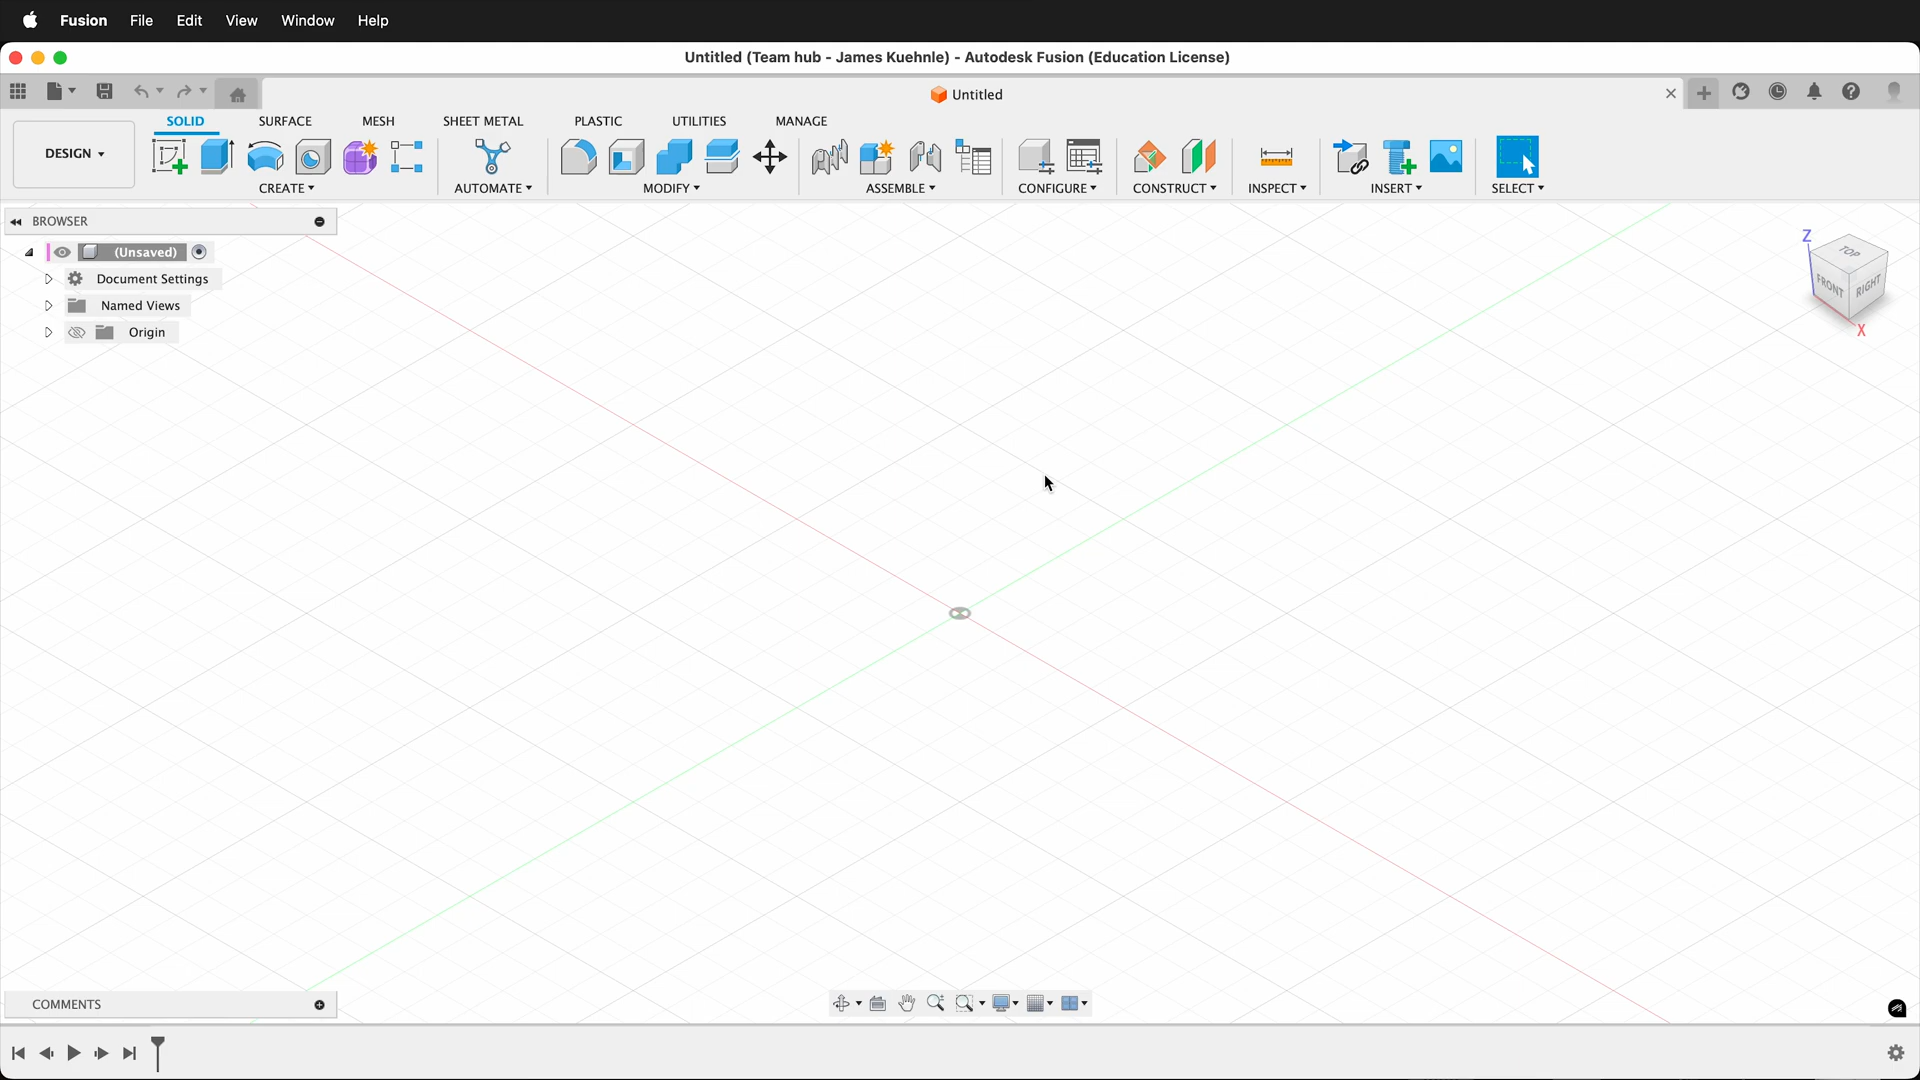 Fusion File Edit View Window Help
Untitled (Team hub - James Kuehnle) - Autodesk Fusion (Education License)
Untitled
SOLID SURFACE MESH SHEET METAL PLASTIC UTILITIES MANAGE
DESIGN
CREATE AUTOMATE MODIFY ASSEMBLE CONFIGURE CONSTRUCT INSPECT INSERT SELECT
BROWSER
(Unsaved)
Document Settings
Named Views
Origin
Z
TOP
FRONT RIGHT
X
COMMENTS